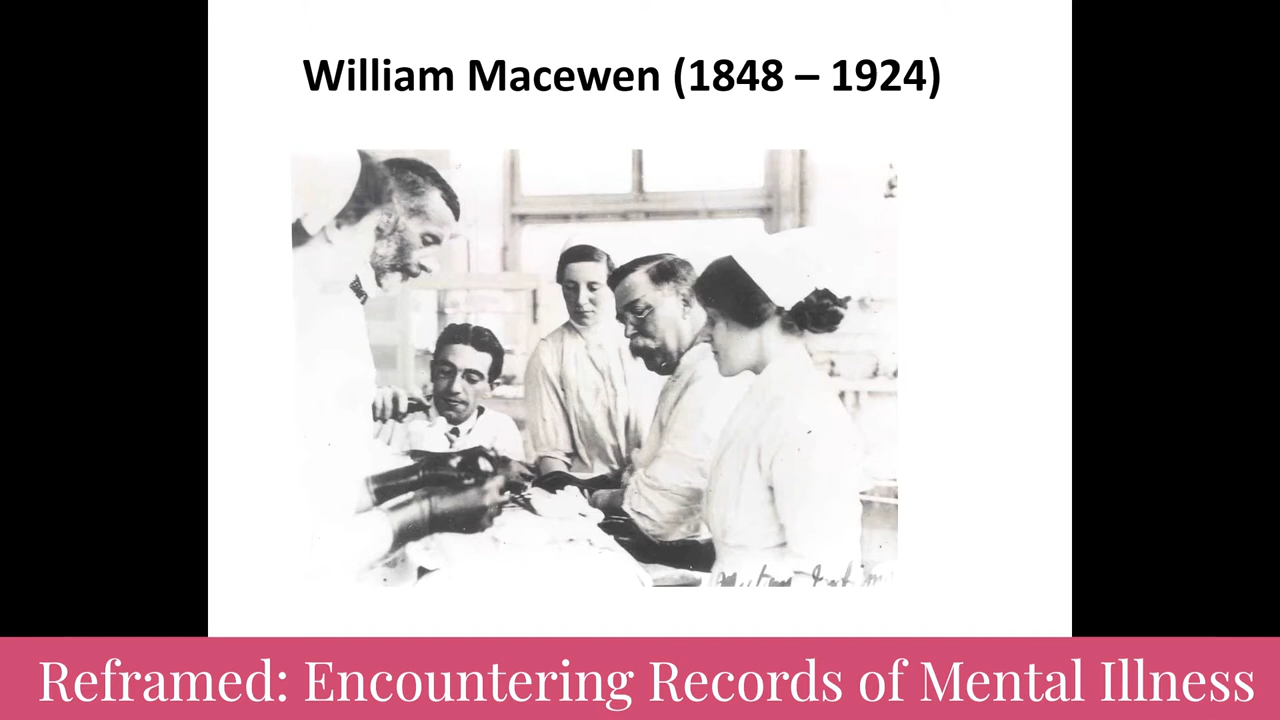 William Macewen (1848 – 1924)
Reframed: Encountering Records of Mental Illness